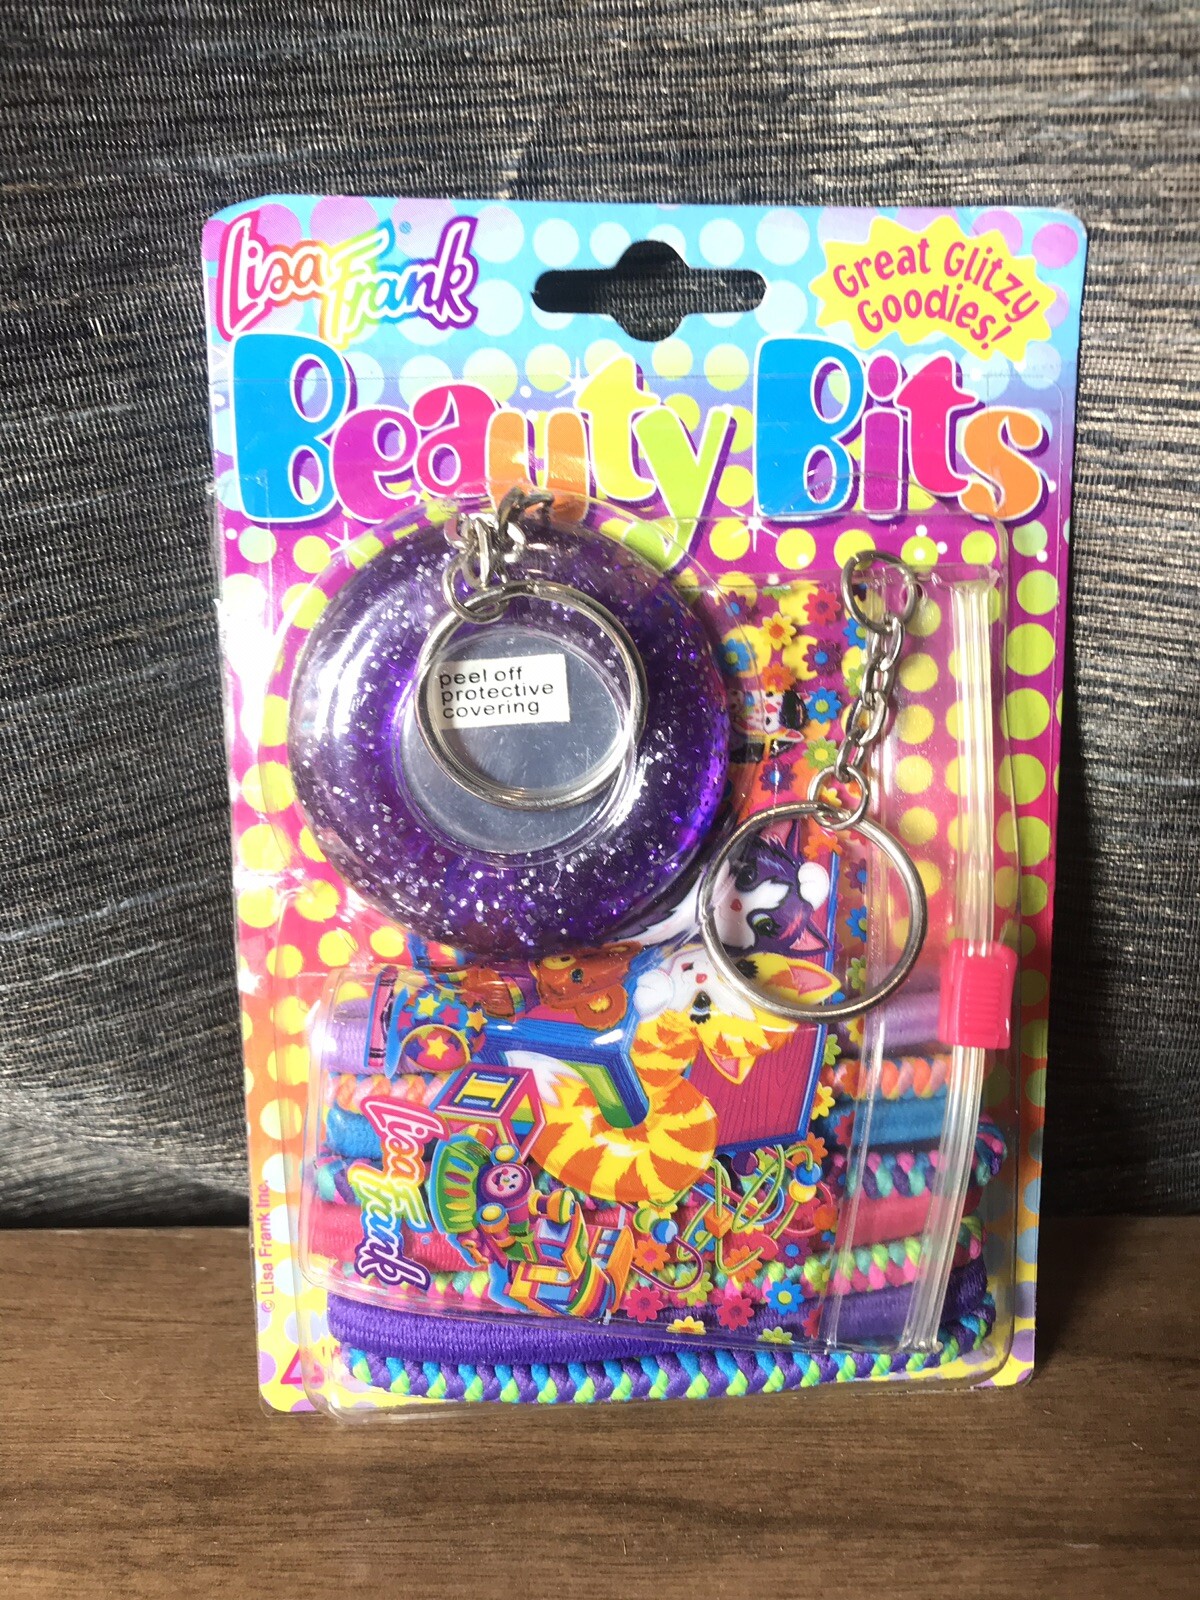 Lisa Frank®
Great Glitzy
Goodies!
Beauty Bits
peel off
protective
covering
Lisa Frank
© Lisa Frank Inc.